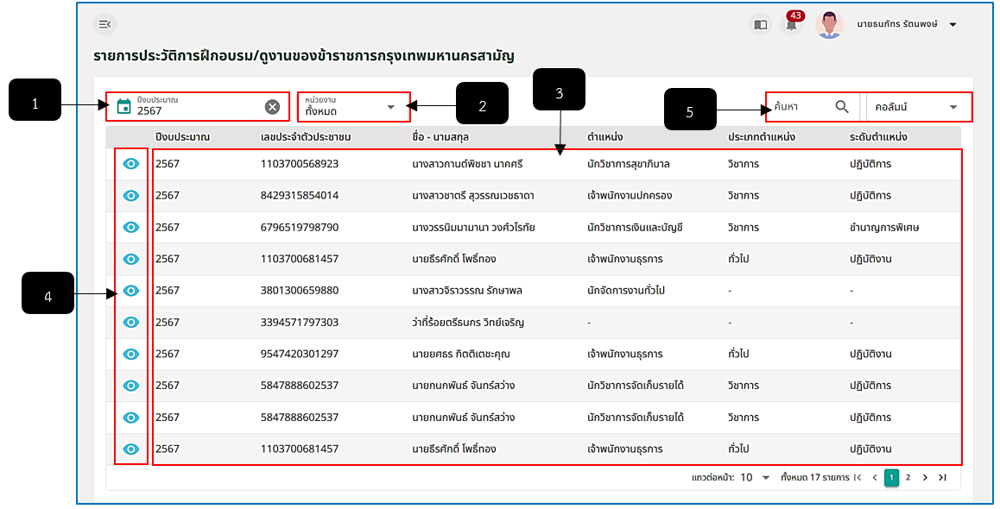 43
นายธนภัทร รัตนพงษ์
รายการประวัติการฝึกอบรม/ดูงานของข้าราชการกรุงเทพมหานครสามัญ
1
2
3
5
4
ปีงบประมาณ
2567
หน่วยงาน
ทั้งหมด
ค้นหา
คอลัมน์
ปีงบประมาณ เลขประจำตัวประชาชน ชื่อ - นามสกุล ตำแหน่ง ประเภทตำแหน่ง ระดับตำแหน่ง
2567 1103700568923 นางสาวกานต์พิชชา นาคศรี นักวิชาการสุขาภิบาล วิชาการ ปฏิบัติการ
2567 8429315854014 นางสาวชาตรี สุวรรณเวชธาดา เจ้าพนักงานปกครอง วิชาการ ปฏิบัติการ
2567 6796519798790 นางวรรนิมมามานา วงศ์วโรทัย นักวิชาการเงินและบัญชี วิชาการ ชำนาญการพิเศษ
2567 1103700681457 นายธีรศักดิ์ โพธิ์ทอง เจ้าพนักงานธุรการ ทั่วไป ปฏิบัติงาน
2567 3801300659880 นางสาวจิราวรรณ รักษาพล นักจัดการงานทั่วไป - -
2567 3394571797303 ว่าที่ร้อยตรีธนกร วิทย์เจริญ - - -
2567 9547420301297 นายยศธร กิตติเตชะคุณ เจ้าพนักงานธุรการ ทั่วไป ปฏิบัติงาน
2567 5847888602537 นายกนกพันธ์ จันทร์สว่าง นักวิชาการจัดเก็บรายได้ วิชาการ ปฏิบัติการ
2567 5847888602537 นายกนกพันธ์ จันทร์สว่าง นักวิชาการจัดเก็บรายได้ วิชาการ ปฏิบัติการ
2567 1103700681457 นายธีรศักดิ์ โพธิ์ทอง เจ้าพนักงานธุรการ ทั่วไป ปฏิบัติงาน
แถวต่อหน้า: 10 ทั้งหมด 17 รายการ 1 2